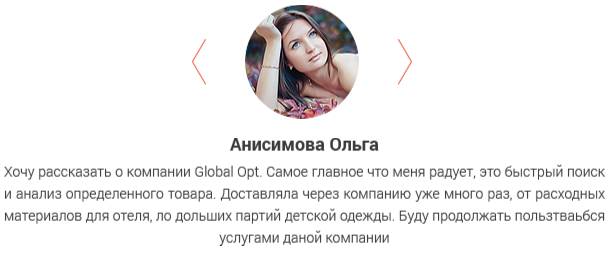 Анисимова Ольга
Хочу рассказать о компании Global Opt. Самое главное что меня радует, это быстрый поиск
и анализ определенного товара. Доставляла через компанию уже много раз, от расходных
материалов для отеля, ло дольших партий детской одежды. Буду продолжать пользтваьбся
услугами даной компании